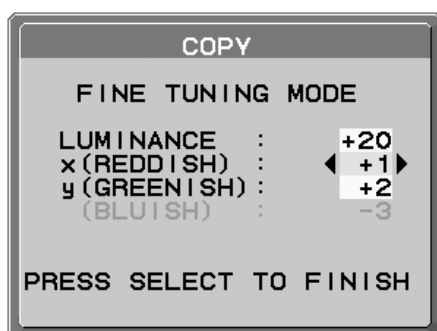 COPY
FINE TUNING MODE
LUMINANCE : +20
x(REDDISH) : +1
y(GREENISH) : +2
(BLUISH) : -3
PRESS SELECT TO FINISH